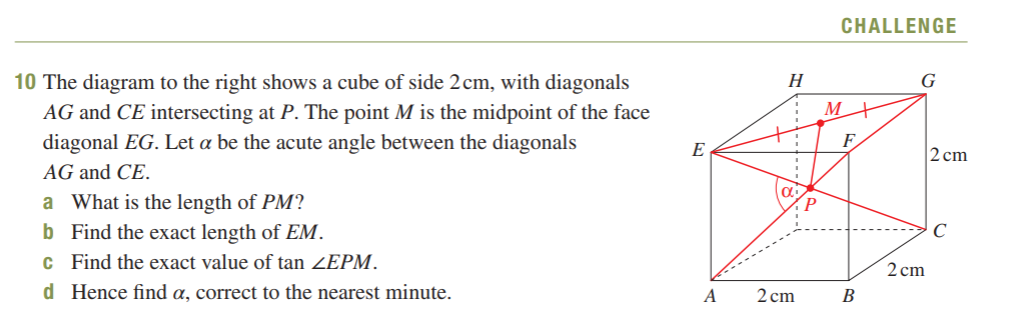 CHALLENGE
10 The diagram to the right shows a cube of side 2 cm, with diagonals
AG and CE intersecting at P. The point M is the midpoint of the face
diagonal EG. Let α be the acute angle between the diagonals
AG and CE.
a What is the length of PM?
b Find the exact length of EM.
c Find the exact value of tan ∠EPM.
d Hence find α, correct to the nearest minute.
H G
M
E F
2 cm
α P
C
2 cm
A 2 cm B